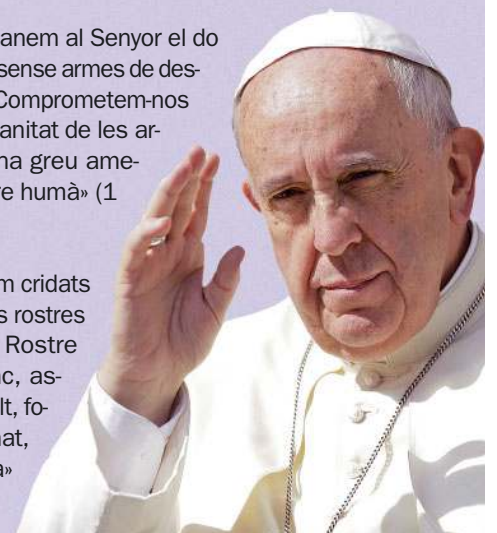 anem al Senyor el do
sense armes de des-
Comprometem-nos
anitat de les ar-
na greu ame-
re humà» (1
m cridats
s rostres
Rostre
nc, as-
lt, fo-
nat,
a»